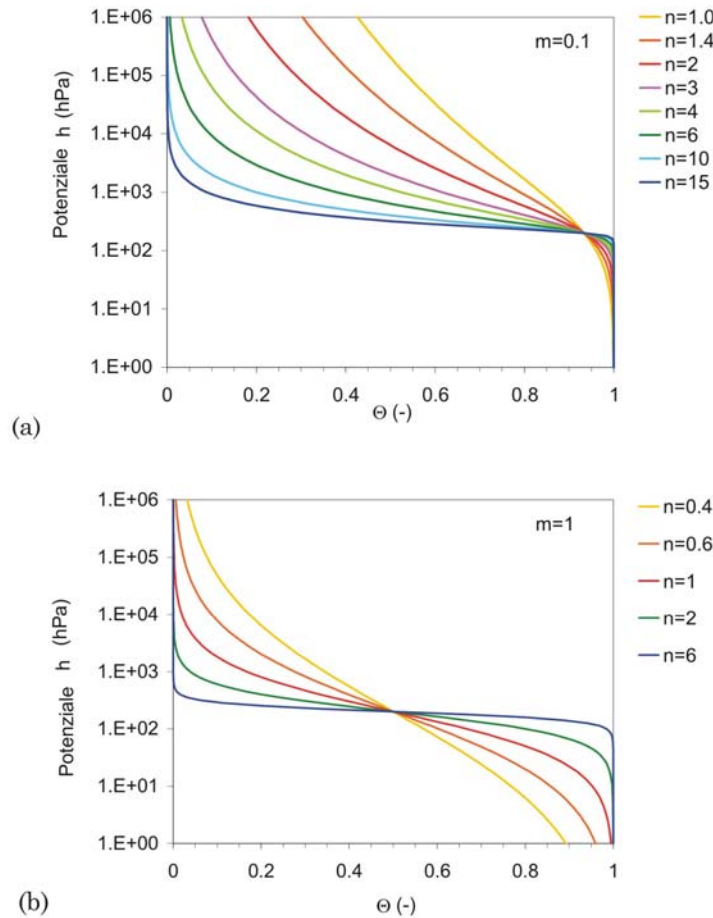 1.E+06
1.E+05
1.E+04
1.E+03
1.E+02
1.E+01
1.E+00
Potenziale h (hPa)
m=0.1
n=1.0
n=1.4
n=2
n=3
n=4
n=6
n=10
n=15
0 0.2 0.4 0.6 0.8 1
Θ (-)
(a)
1.E+06
1.E+05
1.E+04
1.E+03
1.E+02
1.E+01
1.E+00
Potenziale h (hPa)
m=1
n=0.4
n=0.6
n=1
n=2
n=6
0 0.2 0.4 0.6 0.8 1
Θ (-)
(b)